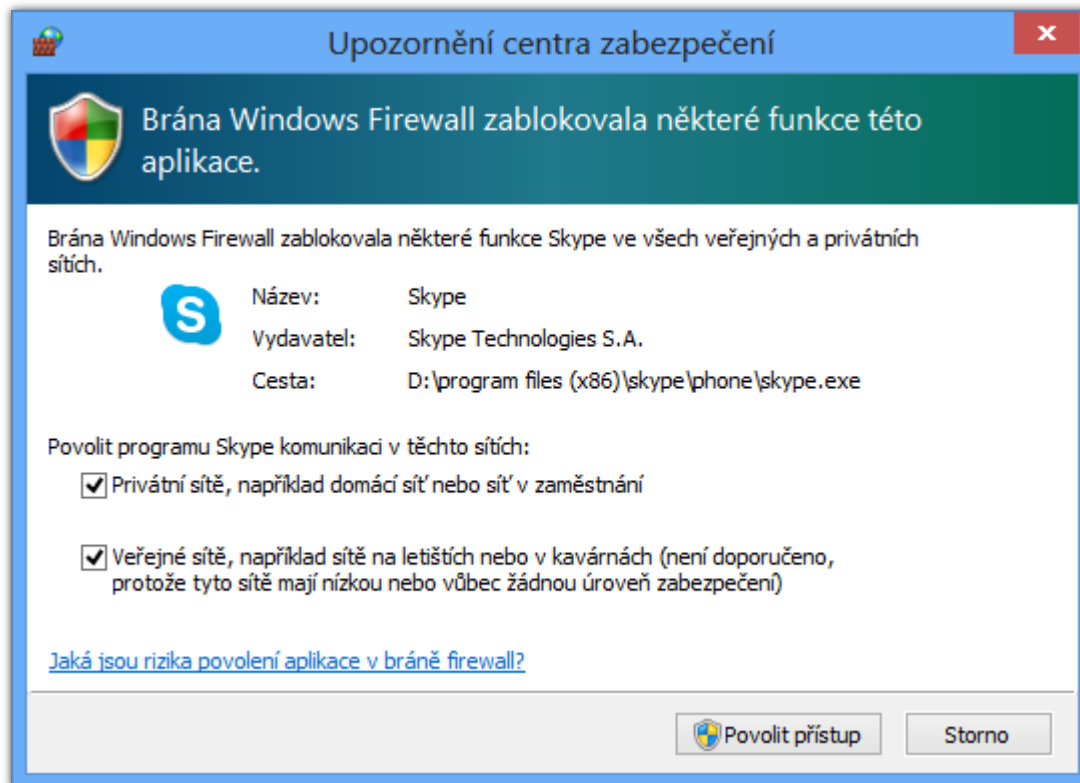 Upozornění centra zabezpečení
Brána Windows Firewall zablokovala některé funkce této
aplikace.
Brána Windows Firewall zablokovala některé funkce Skype ve všech veřejných a privátních
sítích.
Název: Skype
Vydavatel: Skype Technologies S.A.
Cesta: D:\program files (x86)\skype\phone\skype.exe
Povolit programu Skype komunikaci v těchto sítích:
Privátní sítě, například domácí síť nebo síť v zaměstnání
Veřejné sítě, například sítě na letištích nebo v kavárnách (není doporučeno,
protože tyto sítě mají nízkou nebo vůbec žádnou úroveň zabezpečení)
Jaká jsou rizika povolení aplikace v bráně firewall?
Povolit přístup Storno